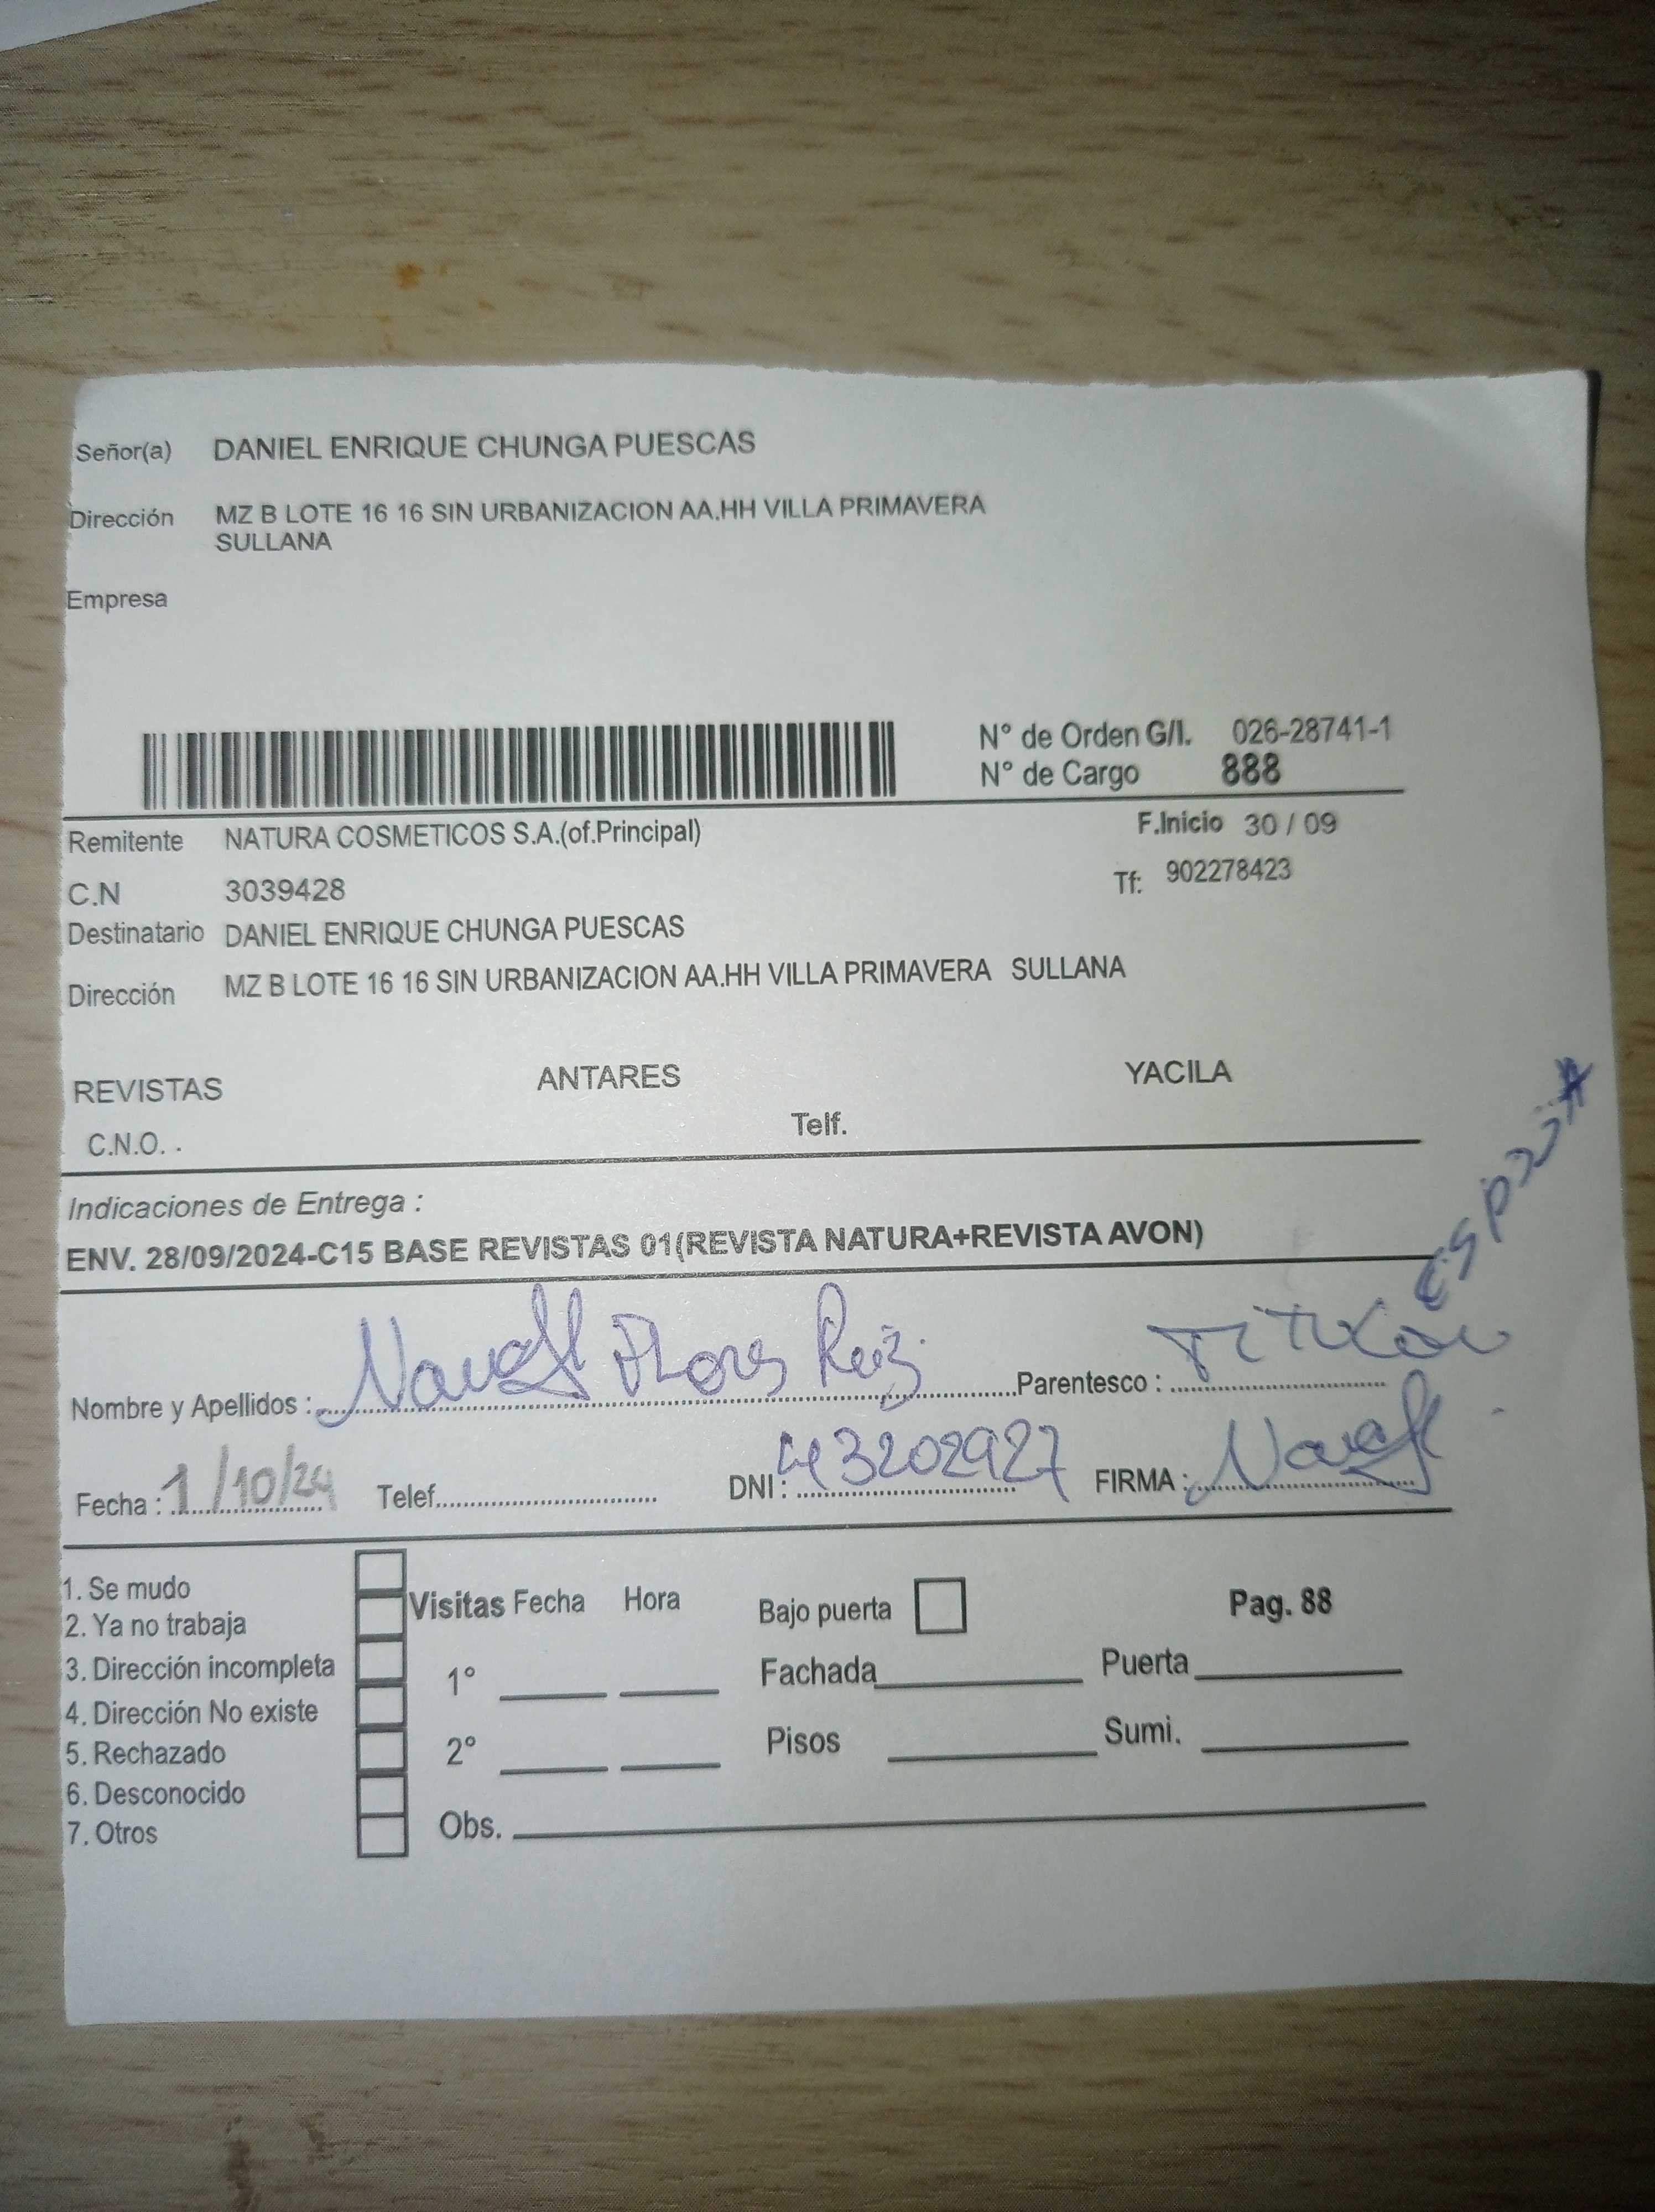 Señor(a) DANIEL ENRIQUE CHUNGA PUESCAS
Dirección MZ B LOTE 16 16 SIN URBANIZACION AA.HH VILLA PRIMAVERA
SULLANA
Empresa
N° de Orden G/I. 026-28741-1
N° de Cargo 888
Remitente NATURA COSMETICOS S.A.(of.Principal) F.Inicio 30 / 09
C.N 3039428 Tf: 902278423
Destinatario DANIEL ENRIQUE CHUNGA PUESCAS
Dirección MZ B LOTE 16 16 SIN URBANIZACION AA.HH VILLA PRIMAVERA SULLANA
REVISTAS ANTARES YACILA
C.N.O. . Telf.
Indicaciones de Entrega :
ENV. 28/09/2024-C15 BASE REVISTAS 01(REVISTA NATURA+REVISTA AVON)
Nombre y Apellidos : Flores Ruiz Parentesco :
Fecha : 1/10/24 Telef. DNI: 43202927 FIRMA :
1. Se mudo
2. Ya no trabaja
3. Dirección incompleta
4. Dirección No existe
5. Rechazado
6. Desconocido
7. Otros
Visitas Fecha Hora Bajo puerta Pag. 88
1° Fachada Puerta
2° Pisos Sumi.
Obs.